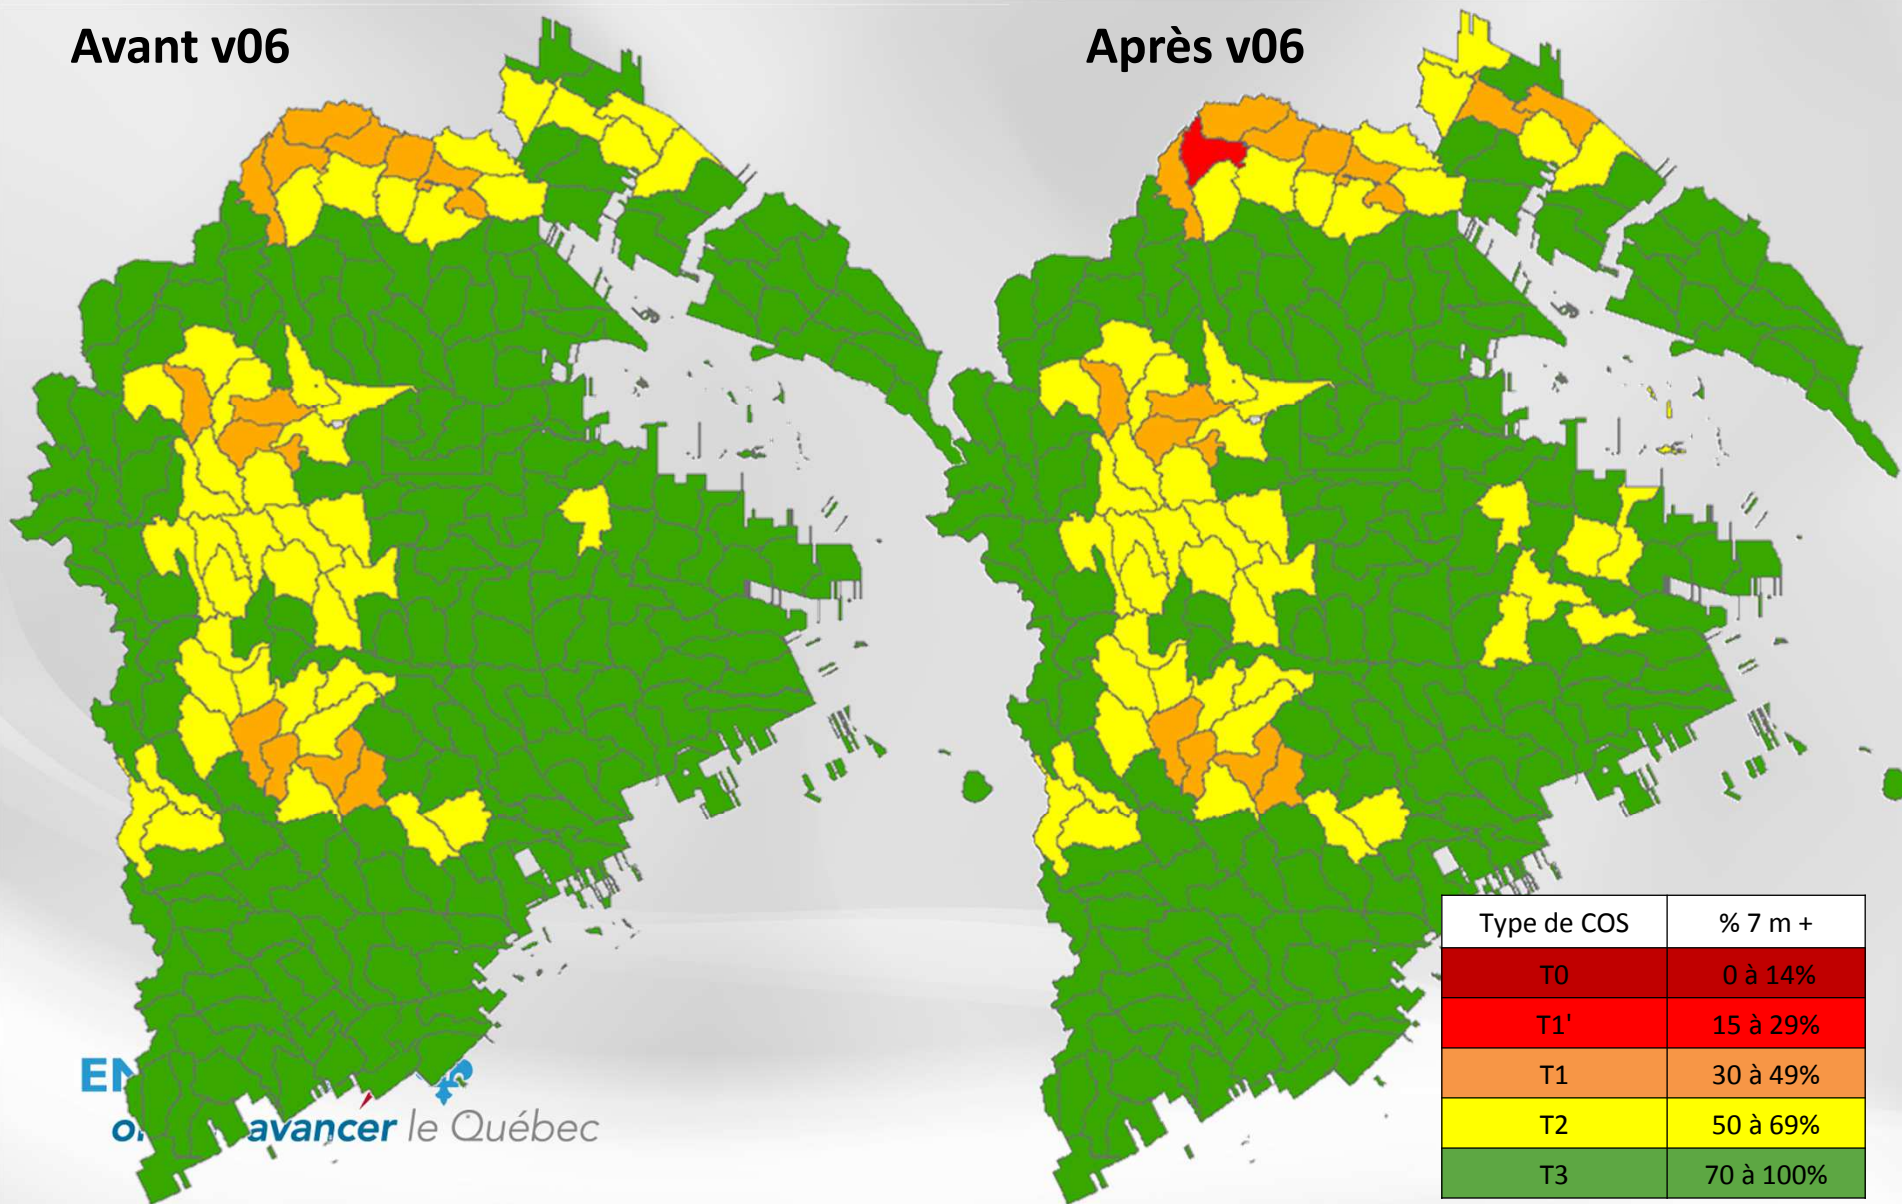 Avant v06
Après v06
Type de COS % 7 m +
T0 0 à 14%
T1' 15 à 29%
T1 30 à 49%
T2 50 à 69%
T3 70 à 100%
avancer le Québec